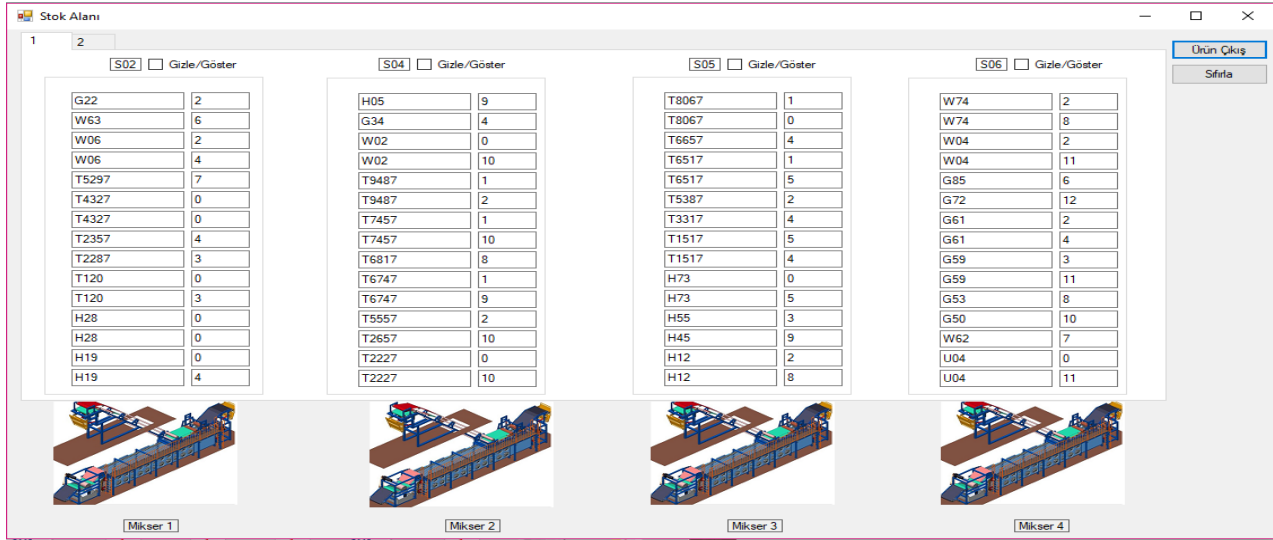 Stok Alanı
1 2
Ürün Çıkış
Sıfırla
S02 Gizle/Göster
G22 2
W63 6
W06 2
W06 4
T5297 7
T4327 0
T4327 0
T2357 4
T2287 3
T120 0
T120 3
H28 0
H28 0
H19 0
H19 4
Mikser 1
S04 Gizle/Göster
H05 9
G34 4
W02 0
W02 10
T9487 1
T9487 2
T7457 1
T7457 10
T6817 8
T6747 1
T6747 9
T5557 2
T2657 10
T2227 0
T2227 10
Mikser 2
S05 Gizle/Göster
T8067 1
T8067 0
T6657 4
T6517 1
T6517 5
T5387 2
T3317 4
T1517 5
T1517 4
H73 0
H73 5
H55 3
H45 9
H12 2
H12 8
Mikser 3
S06 Gizle/Göster
W74 2
W74 8
W04 2
W04 11
G85 6
G72 12
G61 2
G61 4
G59 3
G59 11
G53 8
G50 10
W62 7
U04 0
U04 11
Mikser 4